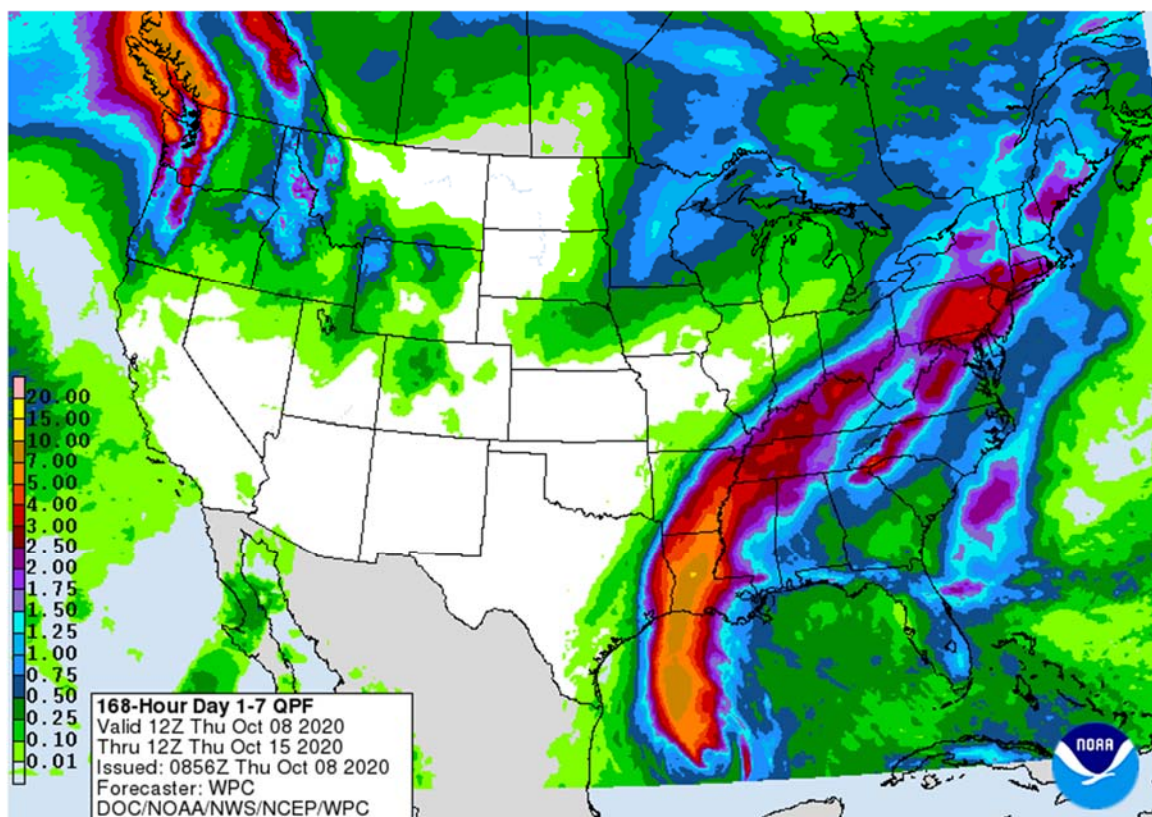 20.00
15.00
10.00
7.00
5.00
4.00
3.00
2.50
2.00
1.75
1.50
1.25
1.00
0.75
0.50
0.25
0.10
0.01
168-Hour Day 1-7 QPF
Valid 12Z Thu Oct 08 2020
Thru 12Z Thu Oct 15 2020
Issued: 0856Z Thu Oct 08 2020
Forecaster: WPC
DOC/NOAA/NWS/NCEP/WPC
NOAA